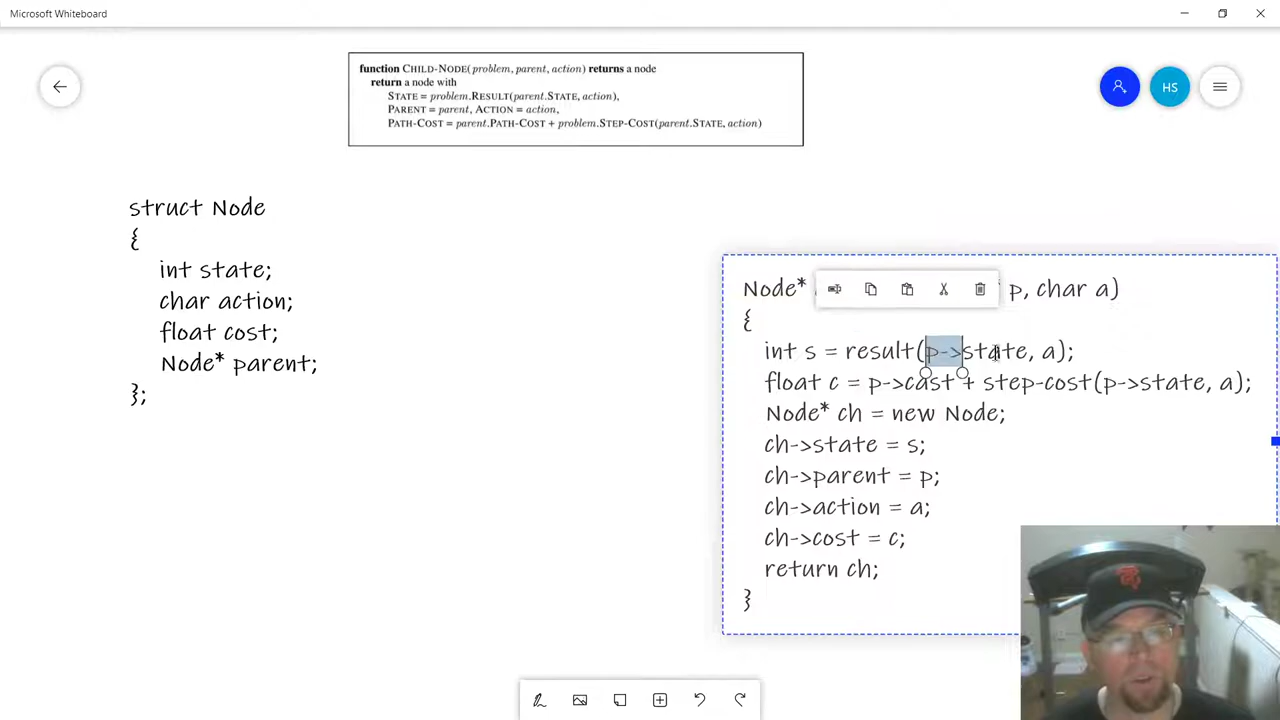 Microsoft Whiteboard
function CHILD-NODE(problem, parent, action) returns a node
return a node with
STATE = problem.RESULT(parent.STATE, action),
PARENT = parent, ACTION = action,
PATH-COST = parent.PATH-COST + problem.STEP-COST(parent.STATE, action)
HS
struct Node
{
int state;
char action;
float cost;
Node* parent;
};
Node* p, char a)
{
int s = result(p->state, a);
float c = p->cast + step-cost(p->state, a);
Node* ch = new Node;
ch->state = s;
ch->parent = p;
ch->action = a;
ch->cost = c;
return ch;
}